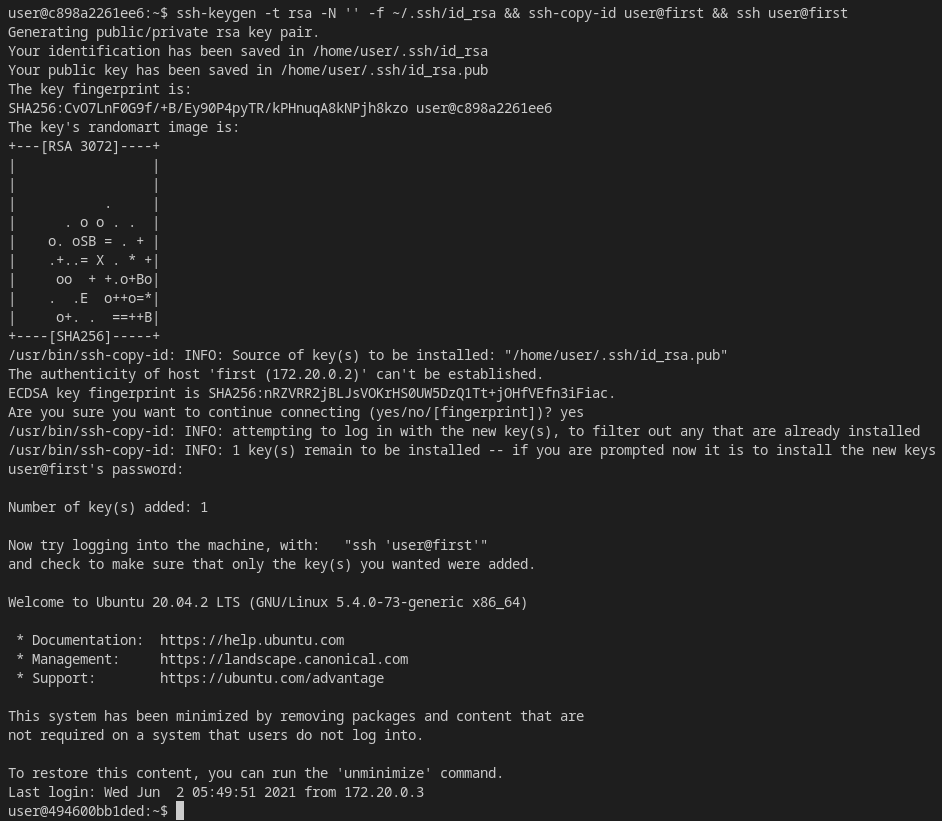 user@c898a2261ee6:~$ ssh-keygen -t rsa -N '' -f ~/.ssh/id_rsa && ssh-copy-id user@first && ssh user@first
Generating public/private rsa key pair.
Your identification has been saved in /home/user/.ssh/id_rsa
Your public key has been saved in /home/user/.ssh/id_rsa.pub
The key fingerprint is:
SHA256:CvO7LnF0G9f/+B/Ey90P4pyTR/kPHnuqA8kNPjh8kzo user@c898a2261ee6
The key's randomart image is:
+---[RSA 3072]----+
|                 |
|                 |
|           .     |
|      . o o . .  |
|    o. oSB = . + |
|    .+..= X . * +|
|     oo  + +.o+Bo|
|    .  .E  o++o=*|
|     o+. .  ==++B|
+----[SHA256]-----+
/usr/bin/ssh-copy-id: INFO: Source of key(s) to be installed: "/home/user/.ssh/id_rsa.pub"
The authenticity of host 'first (172.20.0.2)' can't be established.
ECDSA key fingerprint is SHA256:nRZVRR2jBLJsVOKrHS0UW5DzQ1Tt+jOHfVEfn3iFiac.
Are you sure you want to continue connecting (yes/no/[fingerprint])? yes
/usr/bin/ssh-copy-id: INFO: attempting to log in with the new key(s), to filter out any that are already installed
/usr/bin/ssh-copy-id: INFO: 1 key(s) remain to be installed -- if you are prompted now it is to install the new keys
user@first's password:

Number of key(s) added: 1

Now try logging into the machine, with:   "ssh 'user@first'"
and check to make sure that only the key(s) you wanted were added.

Welcome to Ubuntu 20.04.2 LTS (GNU/Linux 5.4.0-73-generic x86_64)

 * Documentation:  https://help.ubuntu.com
 * Management:     https://landscape.canonical.com
 * Support:        https://ubuntu.com/advantage

This system has been minimized by removing packages and content that are
not required on a system that users do not log into.

To restore this content, you can run the 'unminimize' command.
Last login: Wed Jun  2 05:49:51 2021 from 172.20.0.3
user@494600bb1ded:~$